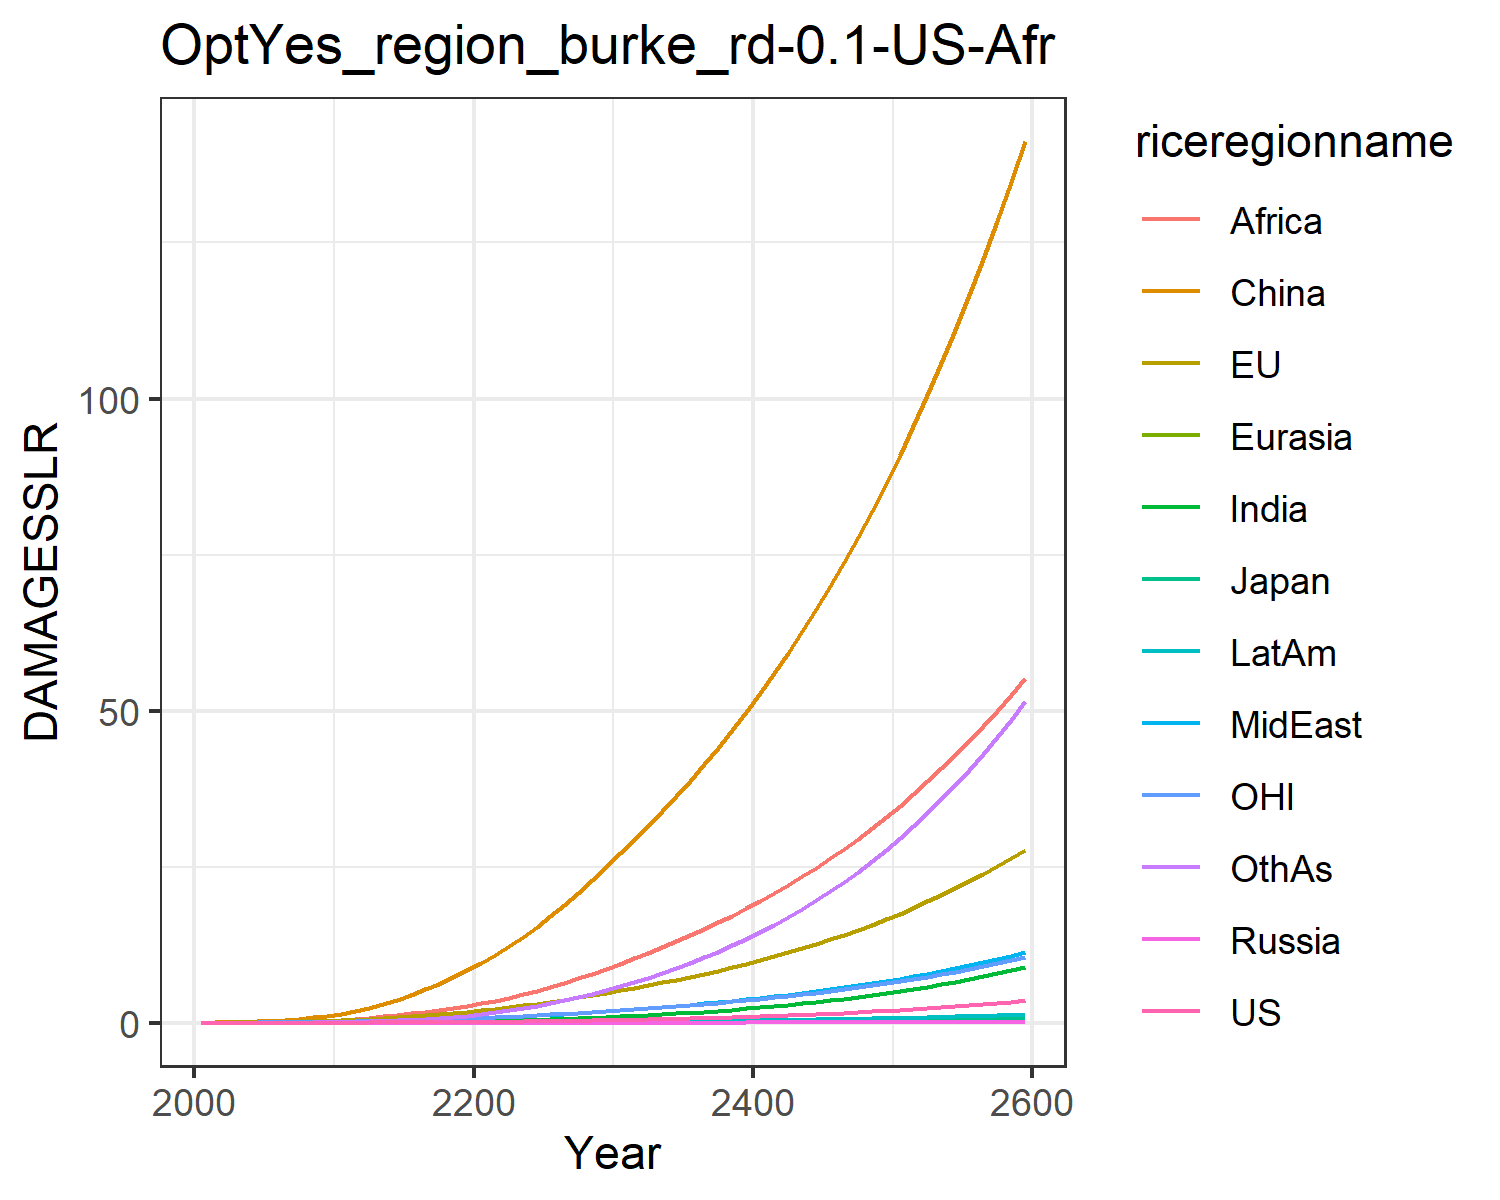 OptYes_region_burke_rd-0.1-US-Afr
DAMAGESSLR
100
50
0
2000 2200 2400 2600
Year
riceregionname
Africa
China
EU
Eurasia
India
Japan
LatAm
MidEast
OHI
OthAs
Russia
US